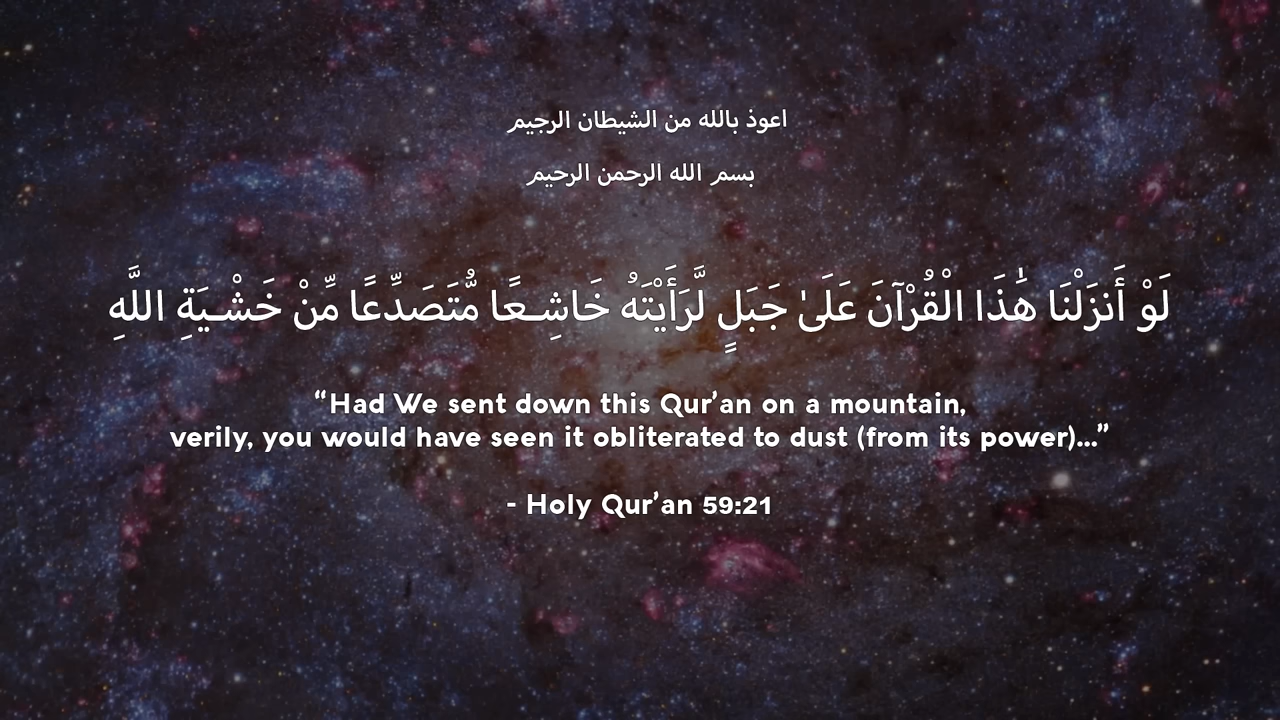 اعوذ بالله من الشيطان الرجيم
بسم الله الرحمن الرحيم
لَوْ أَنزَلْنَا هَٰذَا الْقُرْآنَ عَلَىٰ جَبَلٍ لَّرَأَيْتَهُ خَاشِـعًا مُّتَصَدِّعًا مِّنْ خَشْـيَةِ اللَّهِ
“Had We sent down this Qur’an on a mountain,
verily, you would have seen it obliterated to dust (from its power)...”
- Holy Qur’an 59:21